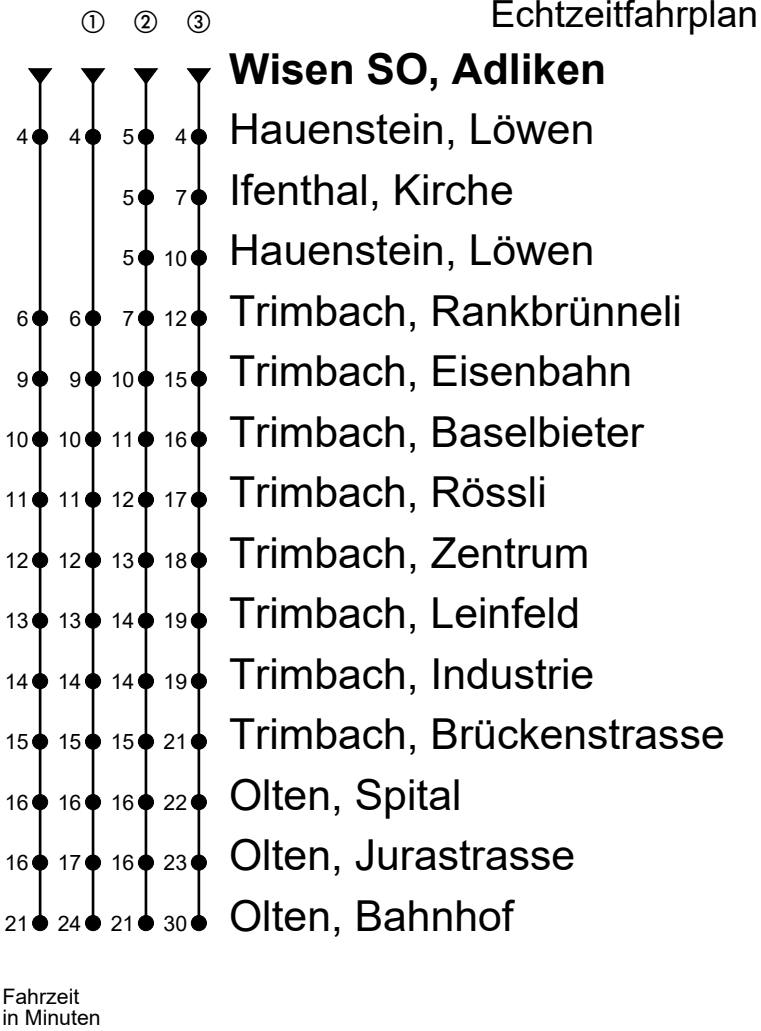 Echtzeitfahrplan
① ② ③
Wisen SO, Adliken
4 4 5 4 Hauenstein, Löwen
5 7 Ifenthal, Kirche
5 10 Hauenstein, Löwen
6 6 7 12 Trimbach, Rankbrünneli
9 9 10 15 Trimbach, Eisenbahn
10 10 11 16 Trimbach, Baselbieter
11 11 12 17 Trimbach, Rössli
12 12 13 18 Trimbach, Zentrum
13 13 14 19 Trimbach, Leinfeld
14 14 14 19 Trimbach, Industrie
15 15 15 21 Trimbach, Brückenstrasse
16 16 16 22 Olten, Spital
16 17 16 23 Olten, Jurastrasse
21 24 21 30 Olten, Bahnhof
Fahrzeit
in Minuten